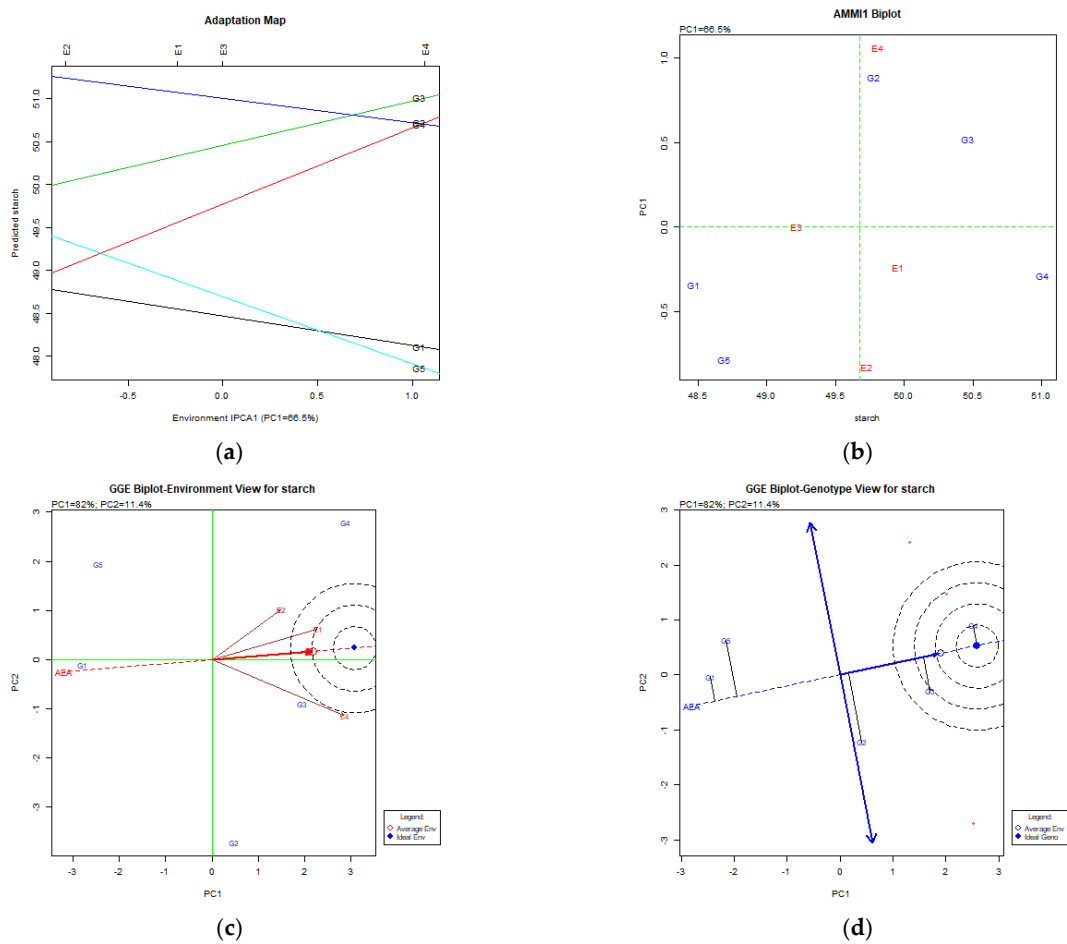 Adaptation Map
E2 E1 E3 E4
51.0
50.5
50.0
49.5
49.0
48.5
48.0
Predicted starch
G3
G4
G1
G5
-0.5 0.0 0.5 1.0
Environment IPCA1 (PC1=66.5%)
(a)
AMMI1 Biplot
PC1=66.5%
1.0
0.5
0.0
-0.5
PC1
E4
G2
G3
E3
E1
G4
G1
G5
E2
48.5 49.0 49.5 50.0 50.5 51.0
starch
(b)
GGE Biplot-Environment View for starch
PC1=82%; PC2=11.4%
3
2
1
0
-1
-2
-3
PC2
G4
G5
E2
E1
G1
AEA
G3
E4
G2
-3 -2 -1 0 1 2 3
PC1
Legend:
Average Env
Ideal Env
(c)
GGE Biplot-Genotype View for starch
PC1=82%; PC2=11.4%
3
2
1
0
-1
-2
-3
PC2
G4
G5
G1
G3
AEA
G2
-3 -2 -1 0 1 2 3
PC1
Legend:
Average Env
Ideal Geno
(d)